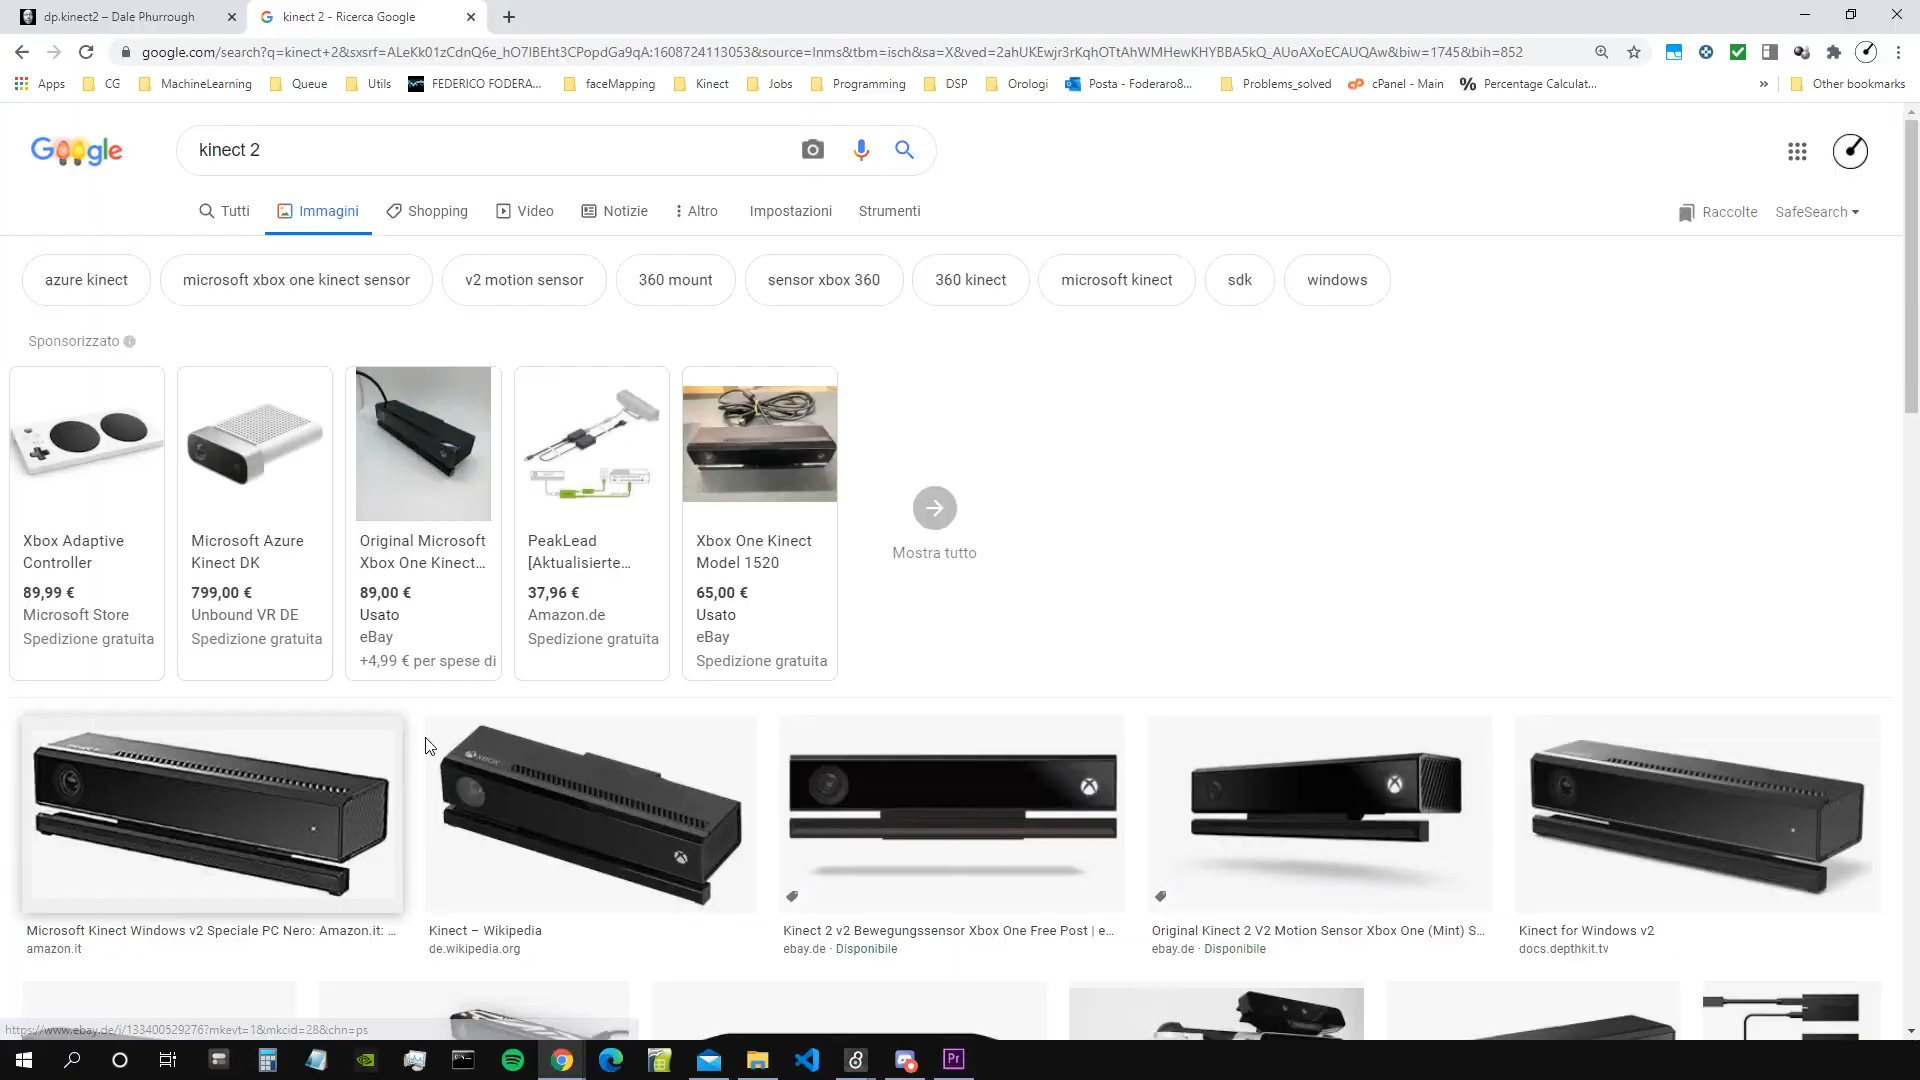 dp.kinect2 – Dale Phurrough
kinect 2 - Ricerca Google
google.com/search?q=kinect+2&sxsrf=ALeKk01zCdnQ6e_hO7IBEht3CPopdGa9qA:1608724113053&source=lnms&tbm=isch&sa=X&ved=2ahUKEwjr3rKqhOTtAhWMHewKHYBBA5kQ_AUoAXoECAUQAw&biw=1745&bih=852
Apps
CG
MachineLearning
Queue
Utils
FEDERICO FODERA...
faceMapping
Kinect
Jobs
Programming
DSP
Orologi
Posta - Foderaro8...
Problems_solved
cPanel - Main
Percentage Calculat...
»
Other bookmarks
Google
kinect 2
Tutti
Immagini
Shopping
Video
Notizie
Altro
Impostazioni
Strumenti
Raccolte
SafeSearch
azure kinect
microsoft xbox one kinect sensor
v2 motion sensor
360 mount
sensor xbox 360
360 kinect
microsoft kinect
sdk
windows
Sponsorizzato
Xbox Adaptive
Controller
89,99 €
Microsoft Store
Spedizione gratuita
Microsoft Azure
Kinect DK
799,00 €
Unbound VR DE
Spedizione gratuita
Original Microsoft
Xbox One Kinect...
89,00 €
Usato
eBay
+4,99 € per spese di
PeakLead
[Aktualisierte...
37,96 €
Amazon.de
Spedizione gratuita
Xbox One Kinect
Model 1520
65,00 €
Usato
eBay
Spedizione gratuita
Mostra tutto
XBOX
Microsoft Kinect Windows v2 Speciale PC Nero: Amazon.it: ...
amazon.it
Kinect – Wikipedia
de.wikipedia.org
Kinect 2 v2 Bewegungssensor Xbox One Free Post | e...
ebay.de · Disponibile
Original Kinect 2 V2 Motion Sensor Xbox One (Mint) S...
ebay.de · Disponibile
Kinect for Windows v2
docs.depthkit.tv
https://www.ebay.de/i/133400529276?mkevt=1&mkcid=28&chn=ps
Pr